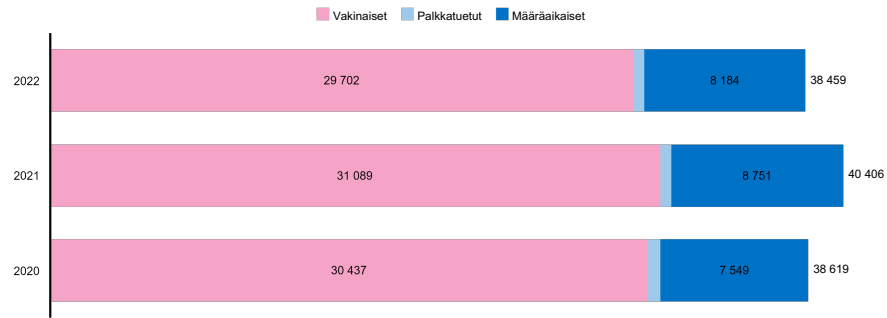 Vakinaiset Palkkatuetut Määräaikaiset
2022 29 702 8 184 38 459
2021 31 089 8 751 40 406
2020 30 437 7 549 38 619